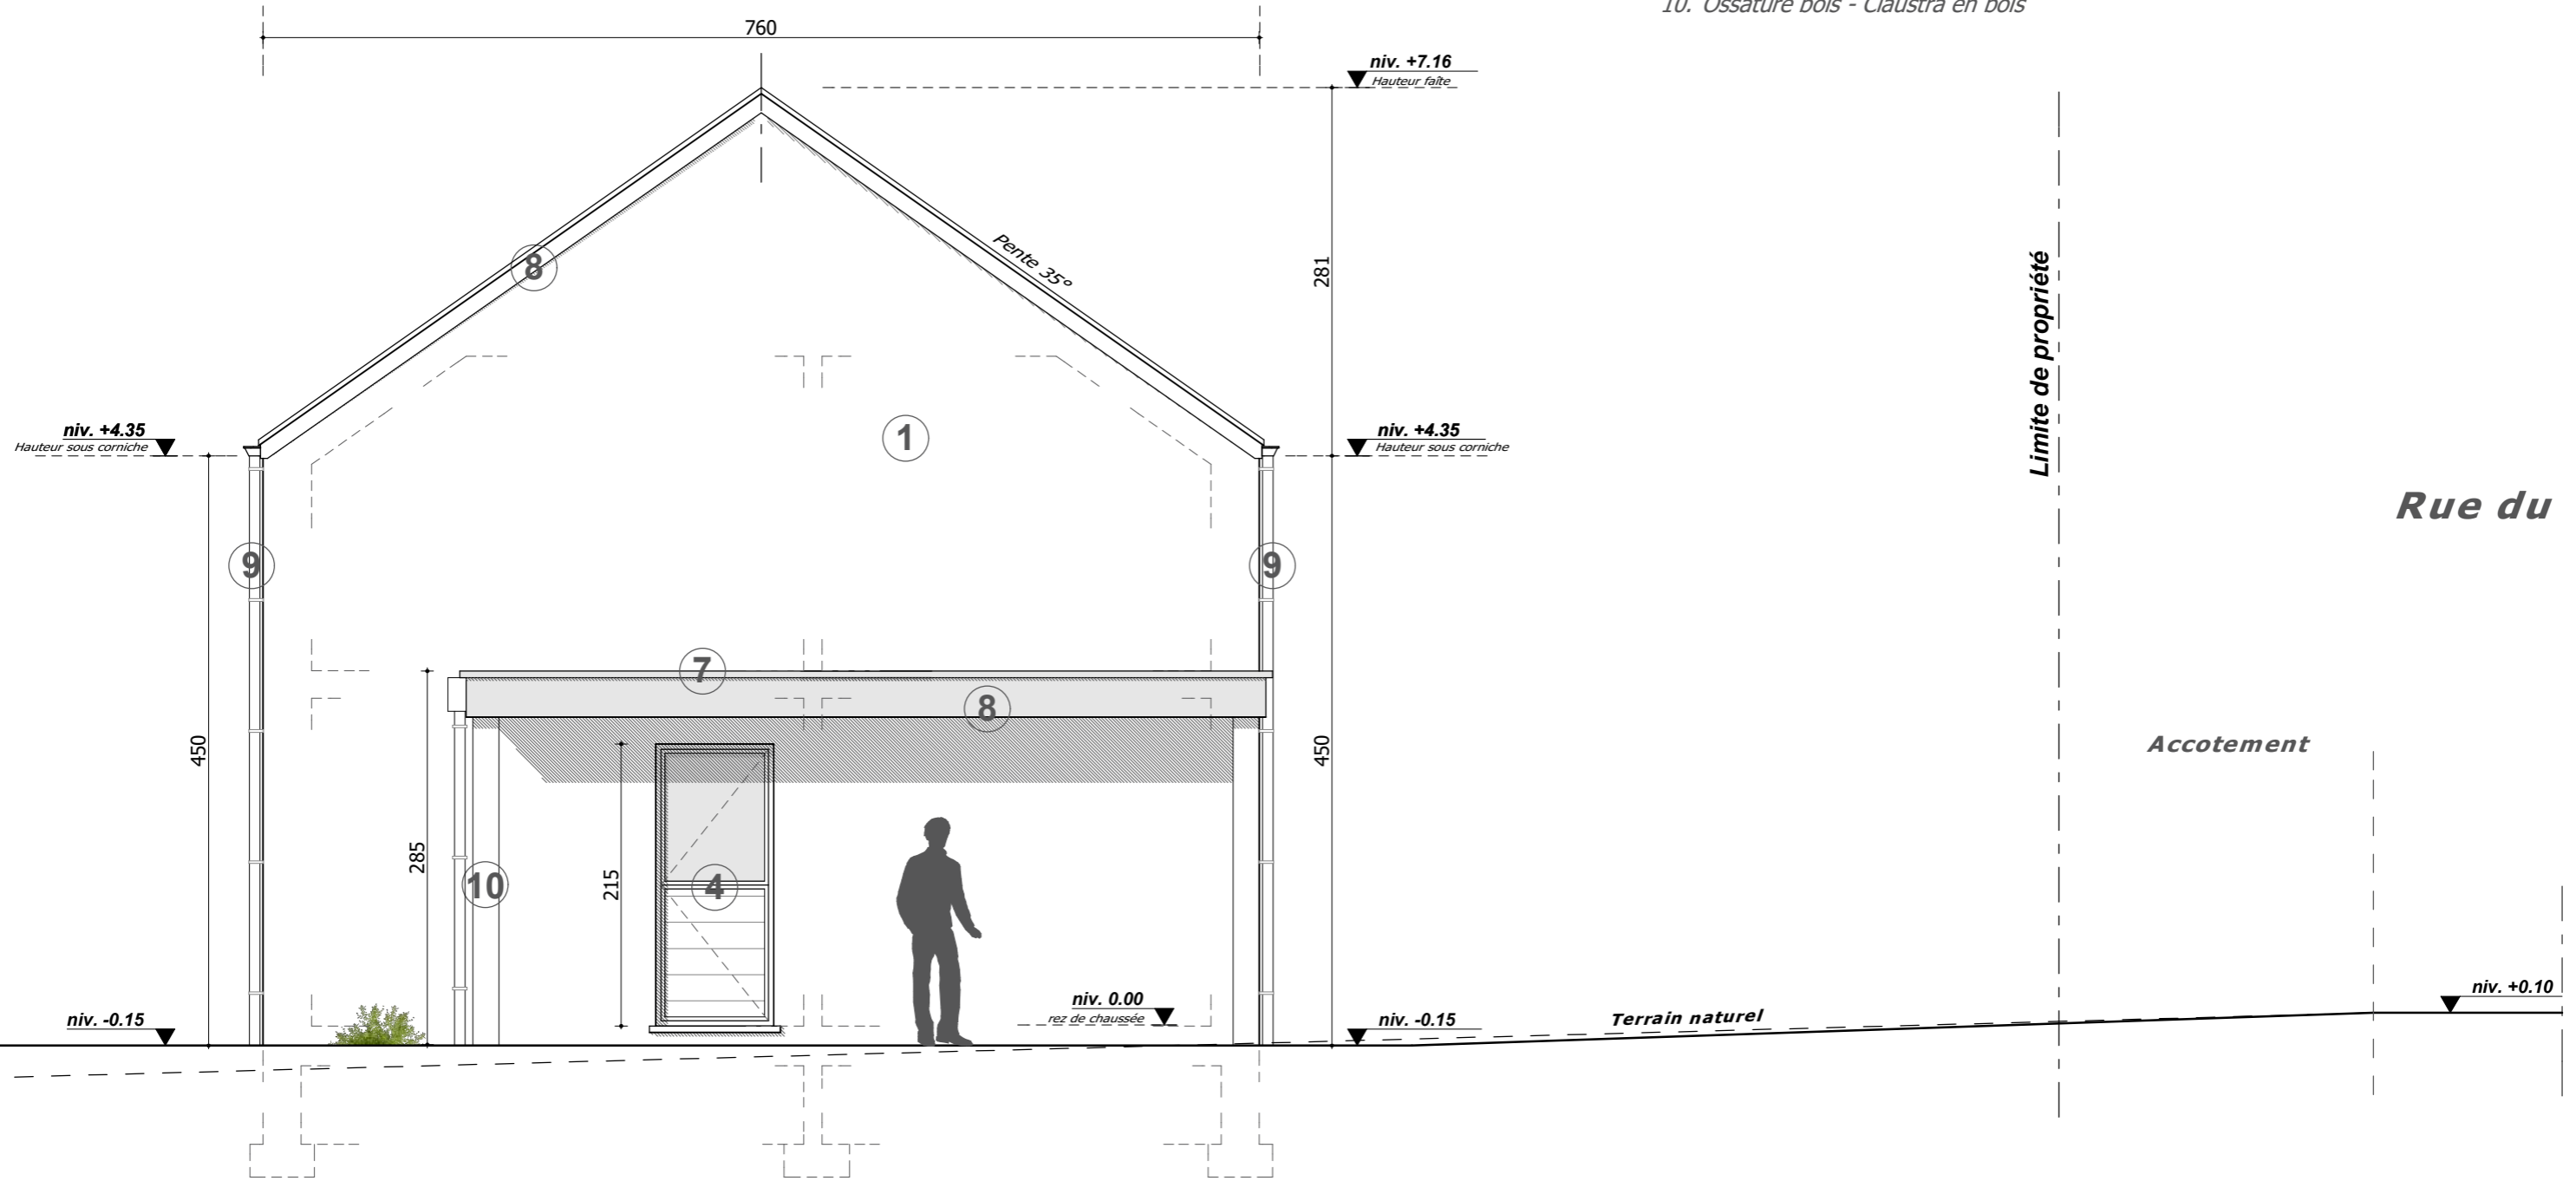 10. Ossature bois - Claustra en bois
760
niv. +7.16
Hauteur faîte
Pente 35°
281
Limite de propriété
8
1
niv. +4.35
Hauteur sous corniche
niv. +4.35
Hauteur sous corniche
Rue du
9
9
7
8
450
450
Accotement
285
215
4
10
niv. 0.00
rez de chaussée
niv. +0.10
niv. -0.15
niv. -0.15
Terrain naturel